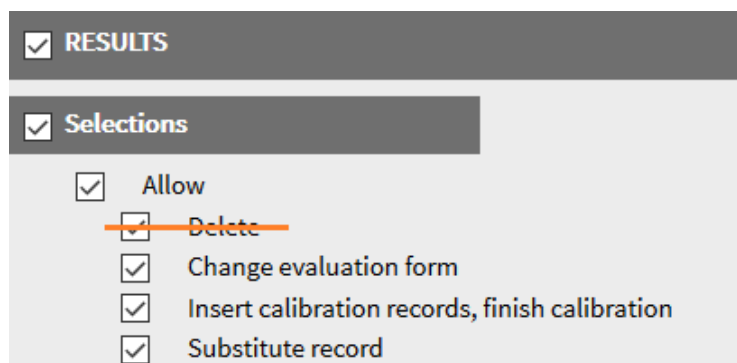 RESULTS
Selections
Allow
Delete
Change evaluation form
Insert calibration records, finish calibration
Substitute record